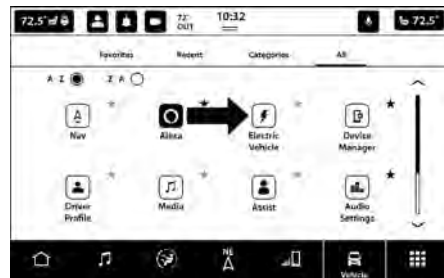 72.5° 72° OUT 10:32 72.5°
Favorites Recent Categories All
A-Z Z-A
Nav Alexa Electric Vehicle Device Manager
Driver Profile Media Assist Audio Settings
NE
Vehicle